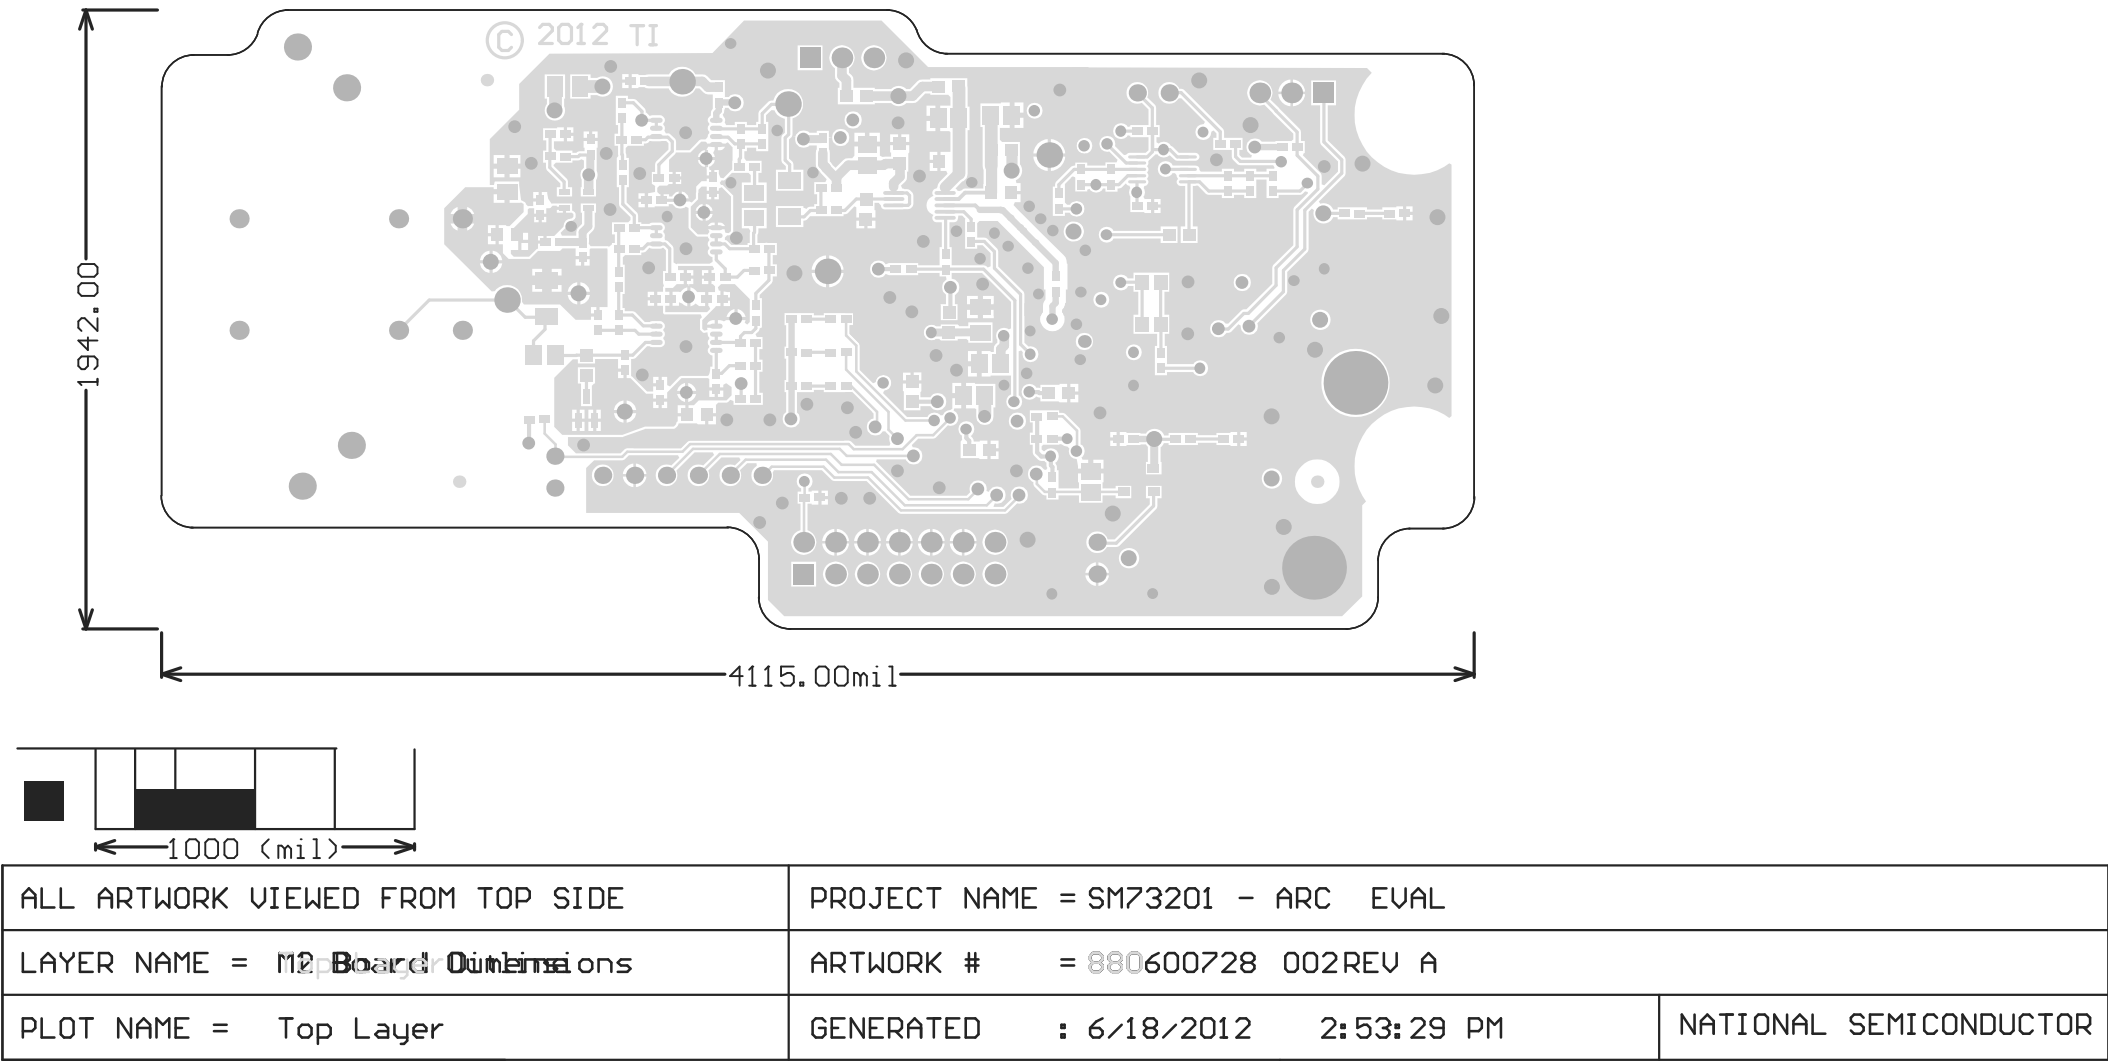 © 2012 TI
1942.00
4115.00mil
1000 (mil)
ALL ARTWORK VIEWED FROM TOP SIDE
PROJECT NAME = SM73201 - ARC EVAL
LAYER NAME =
ARTWORK # = 880600728 002REV A
PLOT NAME = Top Layer
GENERATED : 6/18/2012 2:53:29 PM
NATIONAL SEMICONDUCTOR